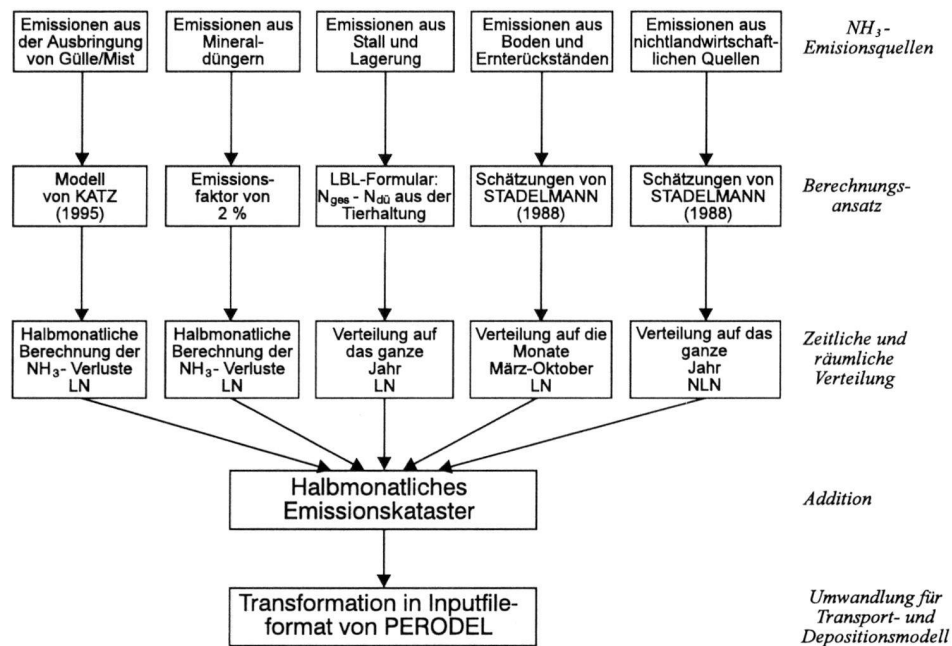 Emissionen aus
der Ausbringung
von Gülle/Mist
Emissionen aus
Mineral-
düngern
Emissionen aus
Stall und
Lagerung
Emissionen aus
Boden und
Ernterückständen
Emissionen aus
nichtlandwirtschaft-
lichen Quellen
NH₃-
Emisionsquellen
Modell
von KATZ
(1995)
Emissions-
faktor von
2 %
LBL-Formular:
Nges - Ndü aus der
Tierhaltung
Schätzungen von
STADELMANN
(1988)
Schätzungen von
STADELMANN
(1988)
Berechnungs-
ansatz
Halbmonatliche
Berechnung der
NH₃- Verluste
LN
Halbmonatliche
Berechnung der
NH₃- Verluste
LN
Verteilung auf
das ganze
Jahr
LN
Verteilung auf die
Monate
März-Oktober
LN
Verteilung auf das
ganze
Jahr
NLN
Zeitliche und
räumliche
Verteilung
Halbmonatliches
Emissionskataster
Addition
Transformation in Inputfile-
format von PERODEL
Umwandlung für
Transport- und
Depositionsmodell